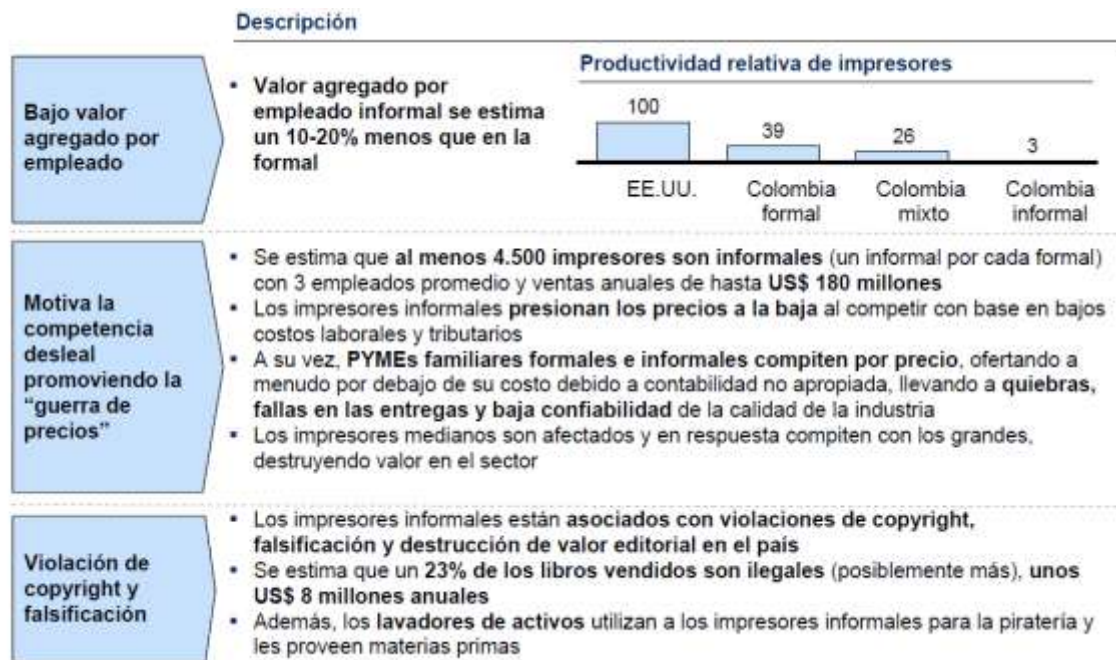 Descripción
Bajo valor
agregado por
empleado
• Valor agregado por
empleado informal se estima
un 10-20% menos que en la
formal
Productividad relativa de impresores
100
39
26
3
EE.UU.
Colombia
formal
Colombia
mixto
Colombia
informal
Motiva la
competencia
desleal
promoviendo la
“guerra de
precios”
• Se estima que al menos 4.500 impresores son informales (un informal por cada formal)
con 3 empleados promedio y ventas anuales de hasta US$ 180 millones
• Los impresores informales presionan los precios a la baja al competir con base en bajos
costos laborales y tributarios
• A su vez, PYMEs familiares formales e informales compiten por precio, ofertando a
menudo por debajo de su costo debido a contabilidad no apropiada, llevando a quiebras,
fallas en las entregas y baja confiabilidad de la calidad de la industria
• Los impresores medianos son afectados y en respuesta compiten con los grandes,
destruyendo valor en el sector
Violación de
copyright y
falsificación
• Los impresores informales están asociados con violaciones de copyright,
falsificación y destrucción de valor editorial en el país
• Se estima que un 23% de los libros vendidos son ilegales (posiblemente más), unos
US$ 8 millones anuales
• Además, los lavadores de activos utilizan a los impresores informales para la piratería y
les proveen materias primas